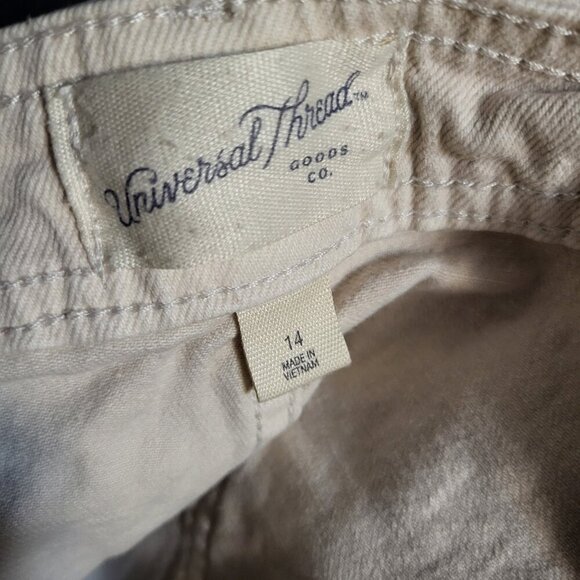 Universal Thread™
GOODS
CO.
14
MADE IN
VIETNAM